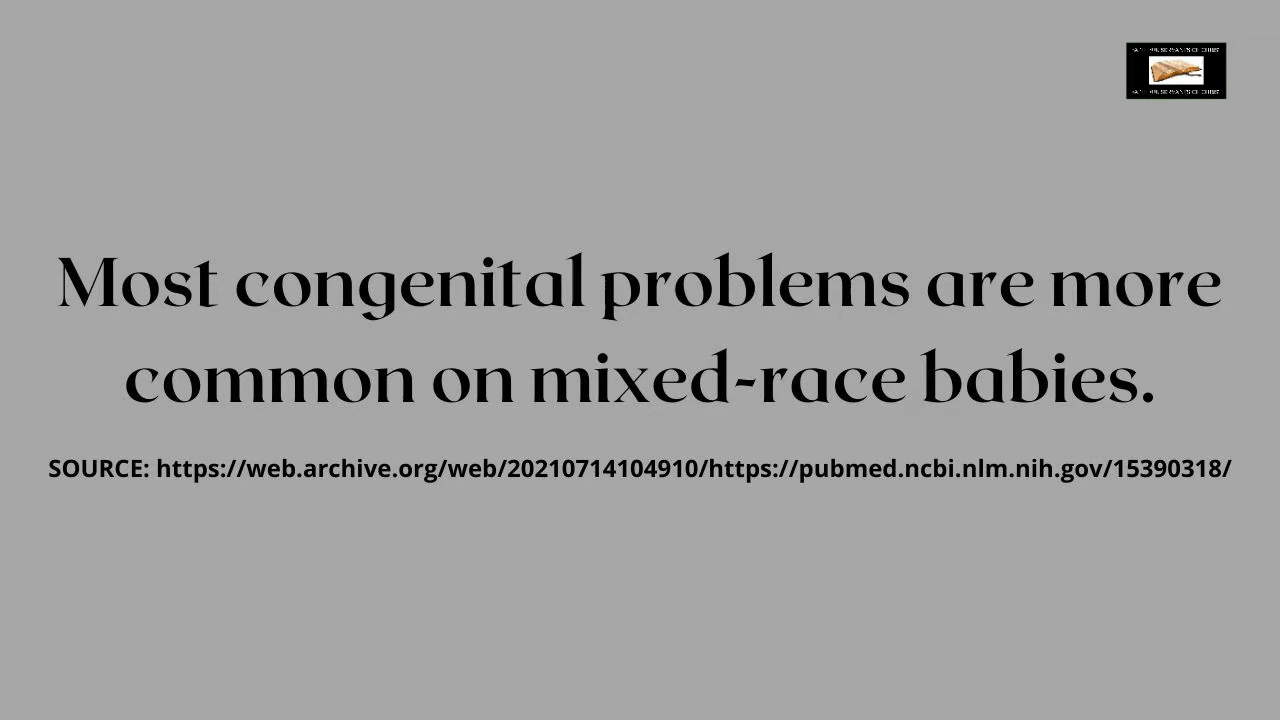 Most congenital problems are more
common on mixed-race babies.
SOURCE: https://web.archive.org/web/20210714104910/https://pubmed.ncbi.nlm.nih.gov/15390318/